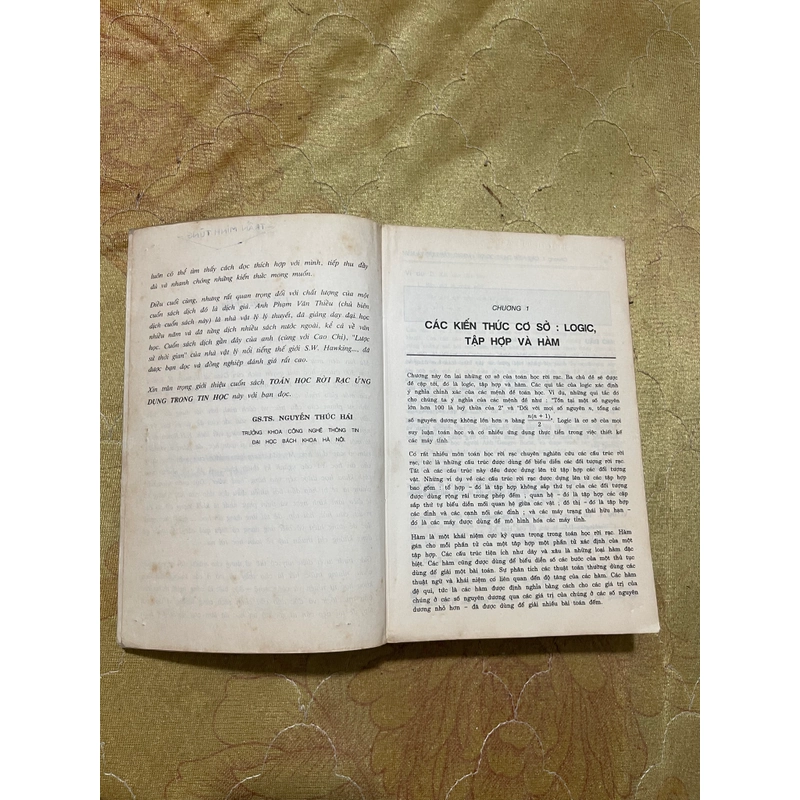 luôn có thể tìm thấy cách đọc thích hợp với mình, tiếp thu đầy
đủ và nhanh chóng những kiến thức mong muốn.
Điều cuối cùng, nhưng rất quan trọng đối với chất lượng của một
cuốn sách dịch đó là dịch giả. Anh Phạm Văn Thiều (chủ biên
dịch cuốn sách này) là nhà vật lý lý thuyết, đã giảng dạy đại học
nhiều năm và đã từng dịch nhiều sách nước ngoài, kể cả về văn
học. Cuốn sách dịch gần đây của anh (cùng với Cao Chi), "Lược
sử thời gian" của nhà vật lý nổi tiếng thế giới S.W. Hawking... đã
được bạn đọc và đồng nghiệp đánh giá rất cao.
Xin trân trọng giới thiệu cuốn sách TOÁN HỌC RỜI RẠC ỨNG
DỤNG TRONG TIN HỌC này với bạn đọc.
GS.TS. NGUYỄN THÚC HẢI
TRƯỞNG KHOA CÔNG NGHỆ THÔNG TIN
ĐẠI HỌC BÁCH KHOA HÀ NỘI.
CHƯƠNG 1
CÁC KIẾN THỨC CƠ SỞ : LOGIC,
TẬP HỢP VÀ HÀM
Chương này ôn lại những cơ sở của toán học rời rạc. Ba chủ đề sẽ được
đề cập tới, đó là logic, tập hợp và hàm. Các qui tắc của logic xác định
ý nghĩa chính xác của các mệnh đề toán học. Ví dụ, những qui tắc đó
cho chúng ta ý nghĩa của các mệnh đề như : "Tồn tại một số nguyên
lớn hơn 100 là luỹ thừa của 2" và "Đối với mọi số nguyên n, tổng các
số nguyên dương không lớn hơn n bằng n(n + 1)/2. Logic là cơ sở của mọi
suy luận toán học và có nhiều ứng dụng thực tiễn trong việc thiết kế
các máy tính.
Có rất nhiều môn toán học rời rạc chuyên nghiên cứu các cấu trúc rời
rạc, tức là những cấu trúc được dùng để biểu diễn các đối tượng rời rạc.
Tất cả các cấu trúc này đều được dựng lên từ tập hợp các đối tượng
vật. Những ví dụ về các cấu trúc rời rạc được dựng lên từ các tập hợp
bao gồm : tổ hợp - đó là tập hợp không sắp thứ tự của các đối tượng
được dùng rộng rãi trong phép đếm , quan hệ - đó là tập hợp các cặp
sắp thứ tự biểu diễn mối quan hệ giữa các vật , đồ thị - đó là tập hợp
các đỉnh và các cạnh nối các đỉnh ; và các máy trạng thái hữu hạn -
đó là các máy được dùng để mô hình hóa các máy tính.
Hàm là một khái niệm cực kỳ quan trọng trong toán học rời rạc. Hàm
gán cho mỗi phần tử của một tập hợp một phần tử xác định của một
tập hợp. Các cấu trúc tiện ích như dãy và xâu là những loại hàm đặc
biệt. Các hàm cũng được dùng để biểu diễn số các bước của một thủ tục
dùng để giải một bài toán. Sự phân tích các thuật toán thường dùng các
thuật ngữ và khái niệm có liên quan đến độ tăng của các hàm. Các hàm
đệ qui, tức là các hàm được định nghĩa bằng cách cho các giá trị của
chúng ở các số nguyên dương qua các giá trị của chúng ở các số nguyên
dương nhỏ hơn - đã được dùng để giải nhiều bài toán đếm.